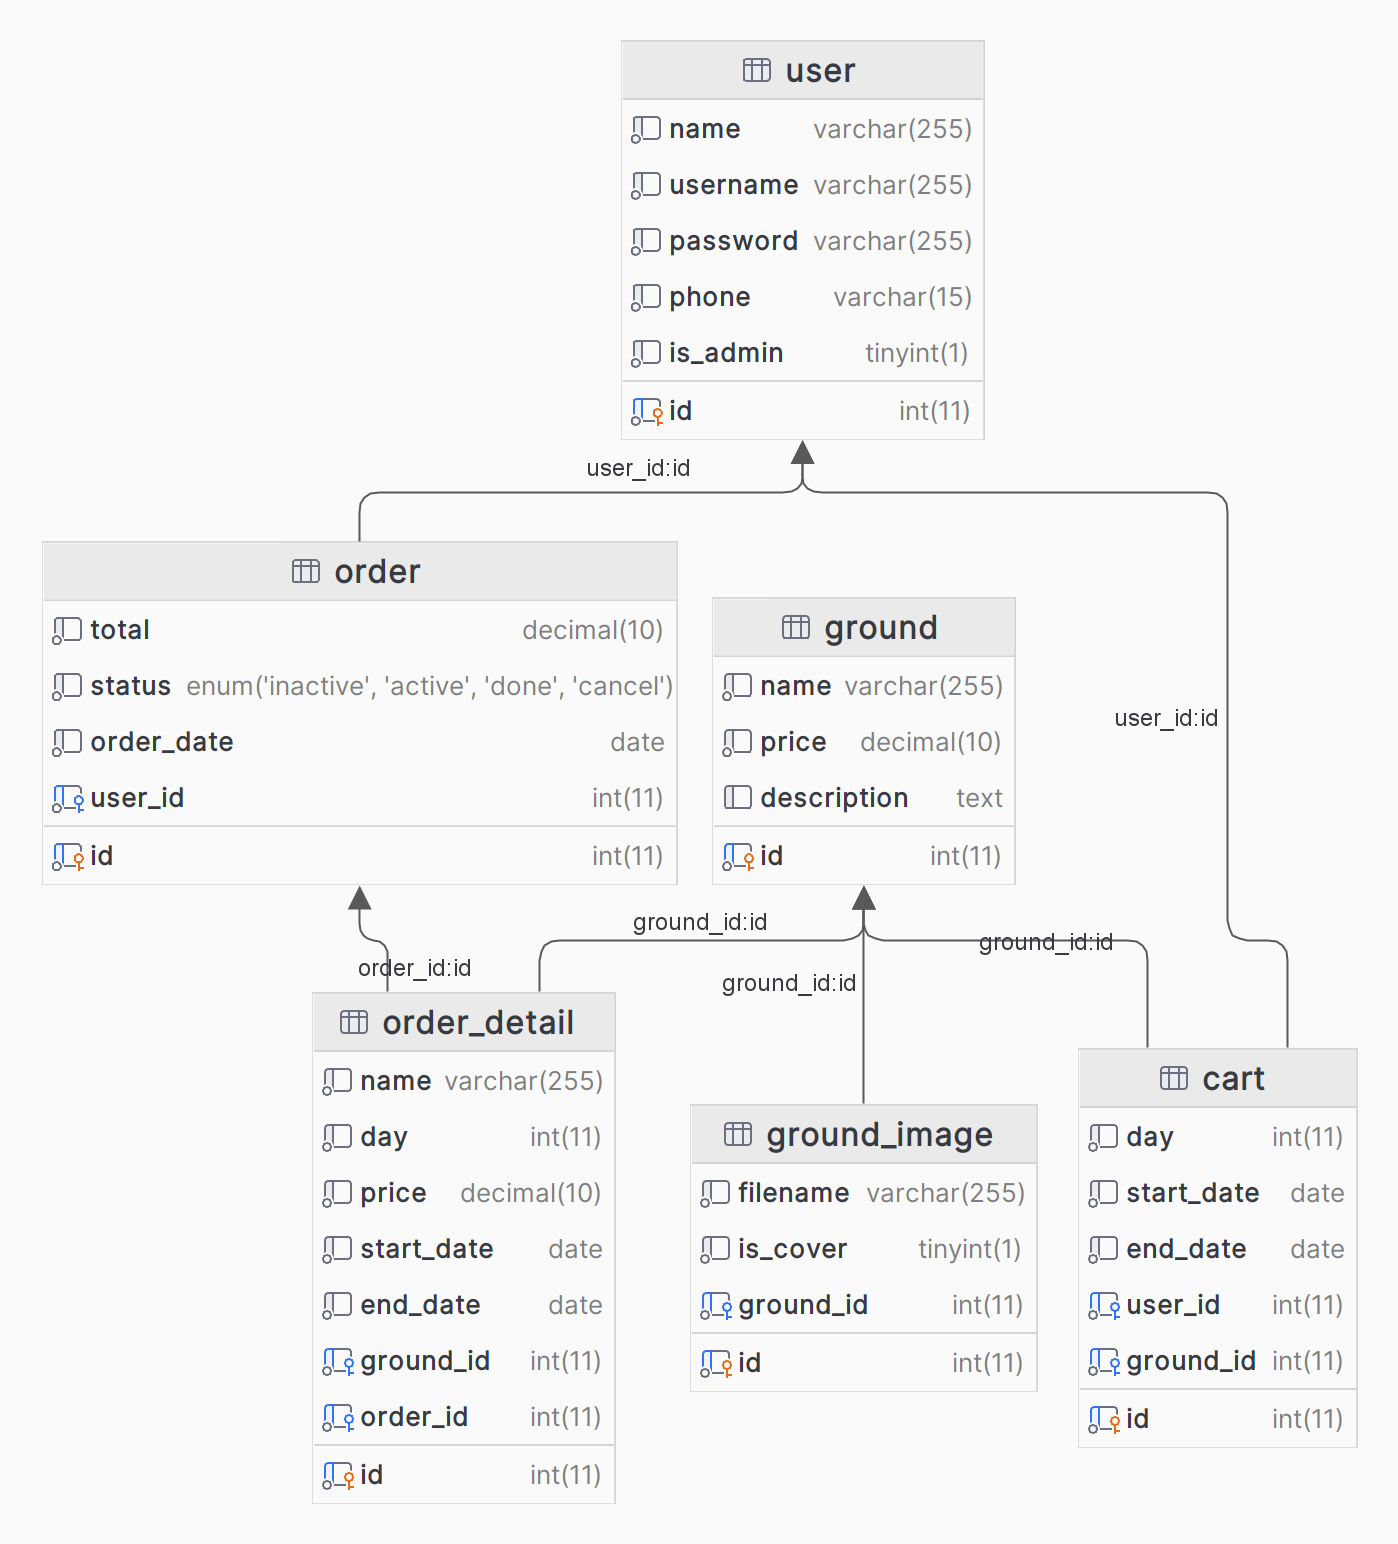 user
name varchar(255)
username varchar(255)
password varchar(255)
phone varchar(15)
is_admin tinyint(1)
id int(11)
user_id:id
order
total decimal(10)
status enum('inactive', 'active', 'done', 'cancel')
order_date date
user_id int(11)
id int(11)
ground
name varchar(255)
price decimal(10)
description text
id int(11)
user_id:id
order_id:id
ground_id:id
ground_id:id
ground_id:id
order_detail
name varchar(255)
day int(11)
price decimal(10)
start_date date
end_date date
ground_id int(11)
order_id int(11)
id int(11)
ground_image
filename varchar(255)
is_cover tinyint(1)
ground_id int(11)
id int(11)
cart
day int(11)
start_date date
end_date date
user_id int(11)
ground_id int(11)
id int(11)